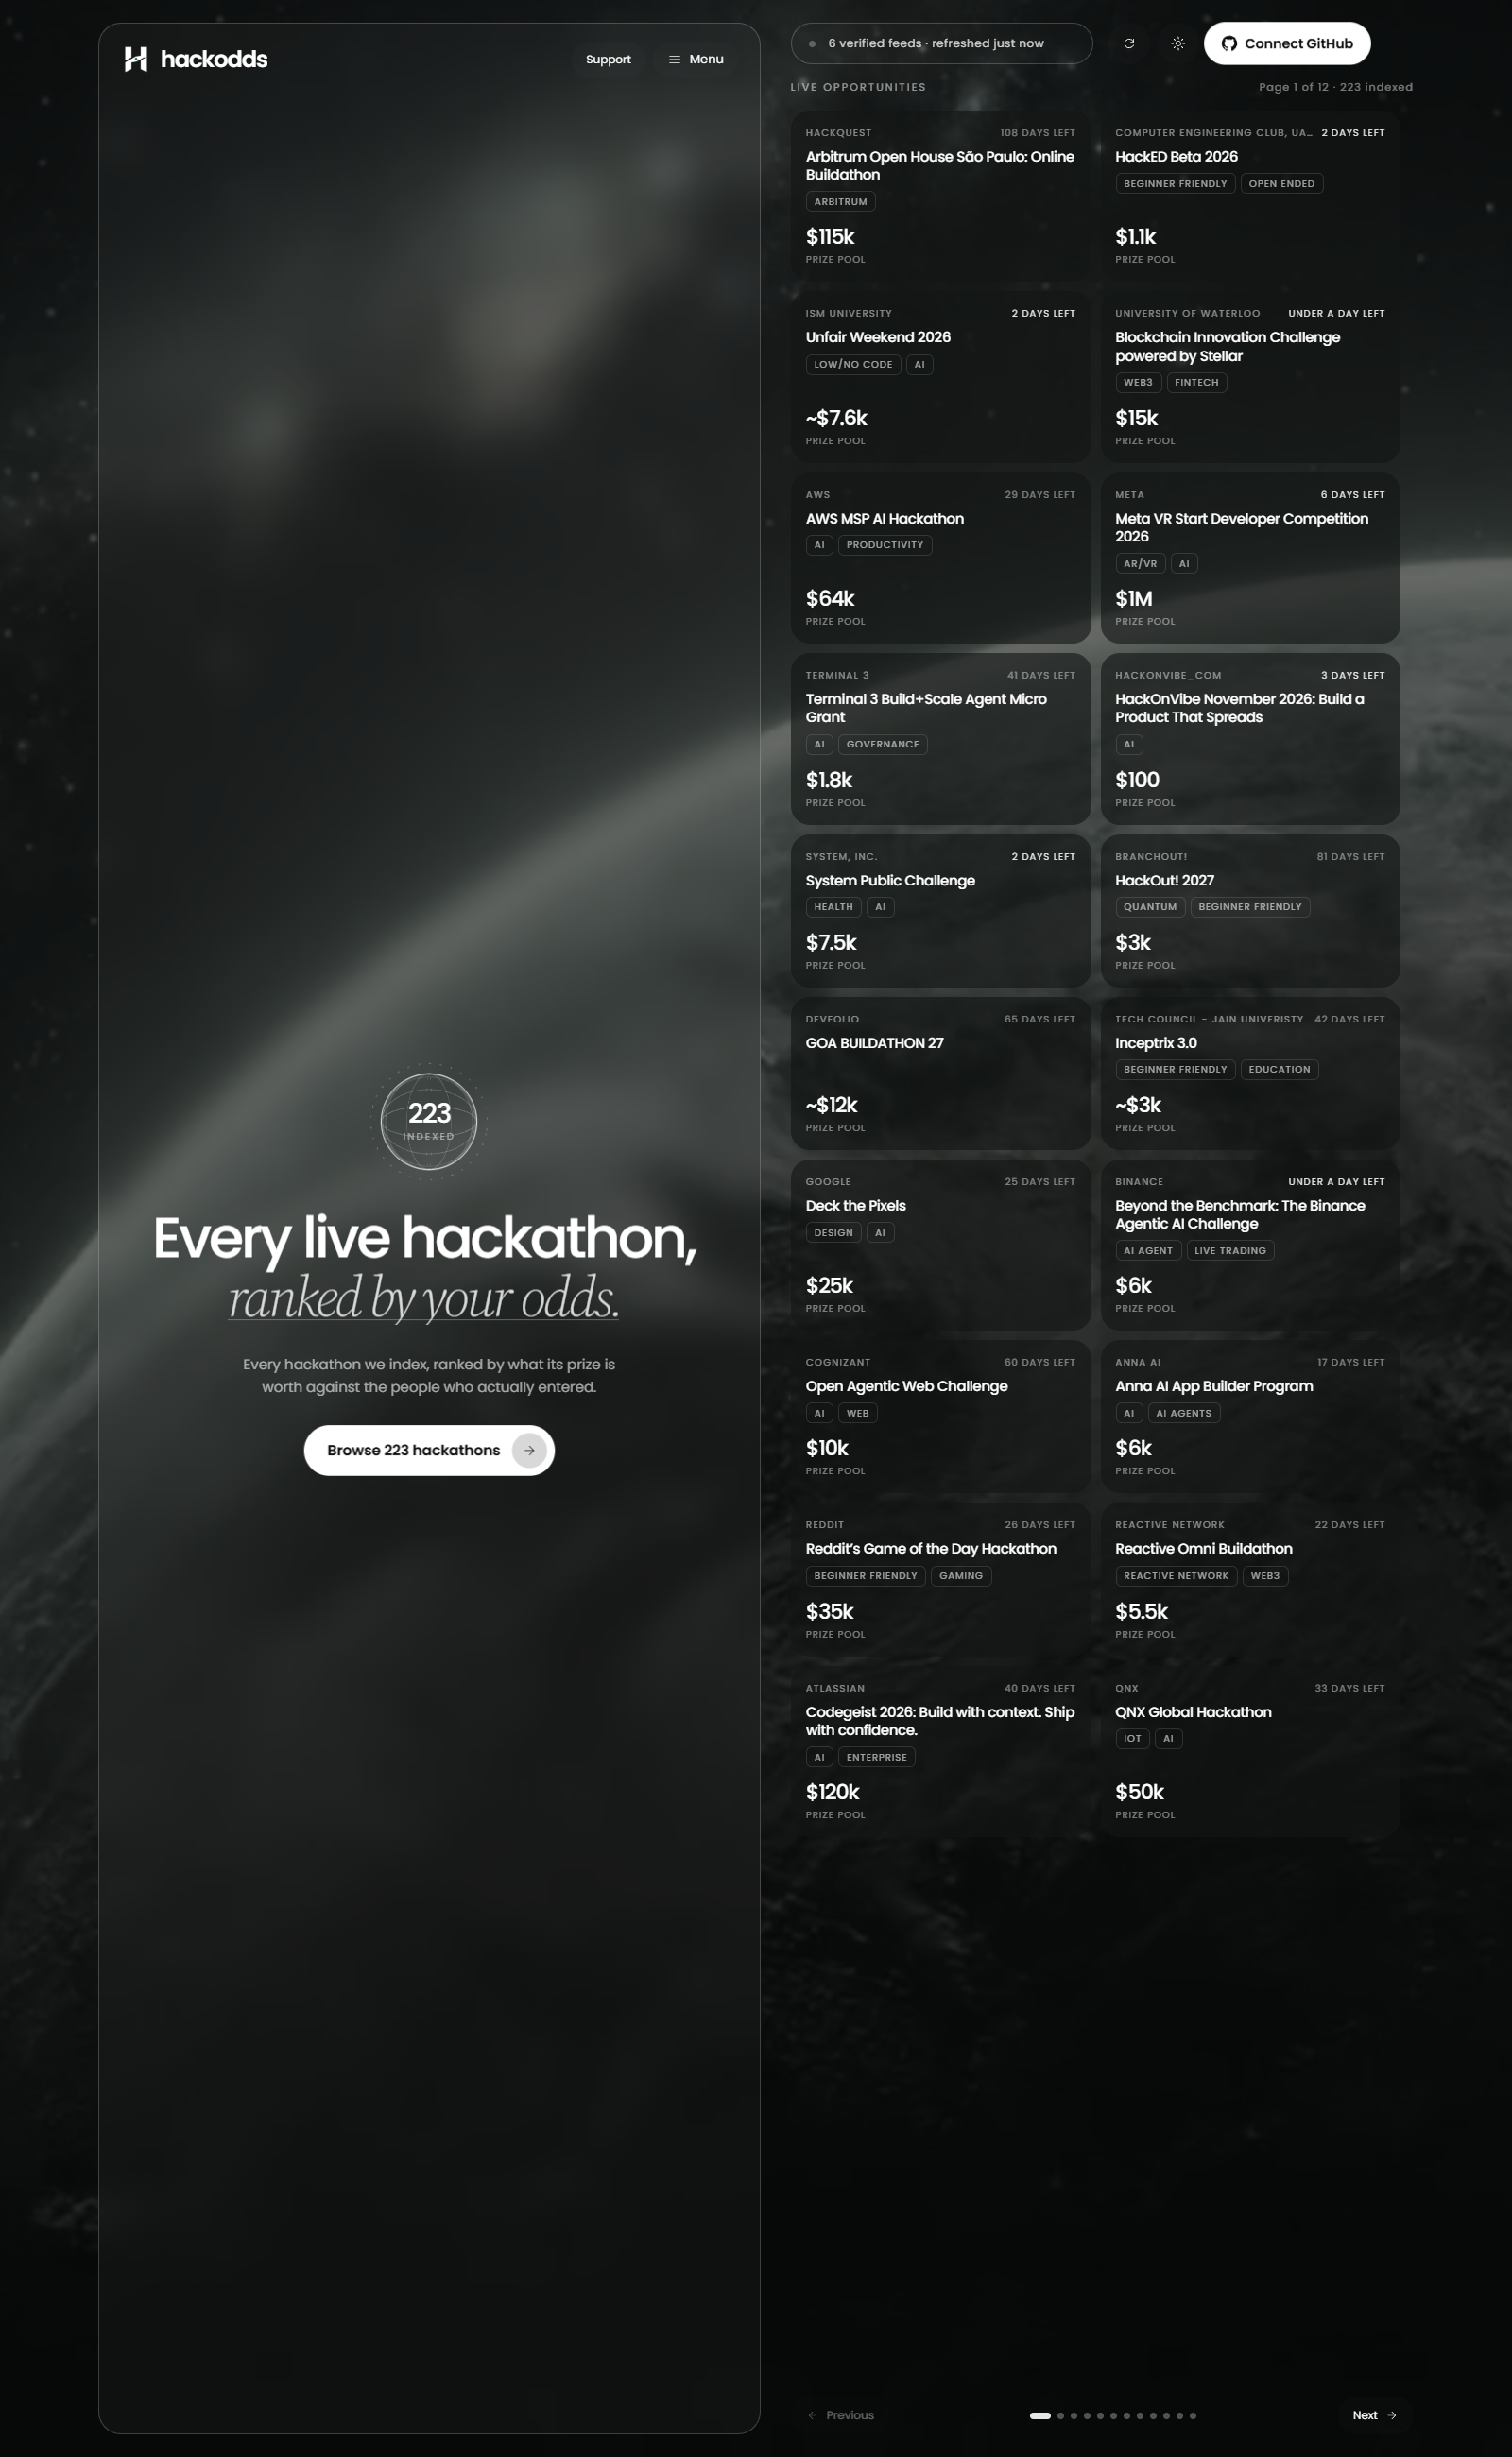 hackodds
Support
Menu
223
INDEXED
Every live hackathon,
ranked by your odds.
Every hackathon we index, ranked by what its prize is
worth against the people who actually entered.
Browse 223 hackathons
6 verified feeds · refreshed just now
Connect GitHub
LIVE OPPORTUNITIES
Page 1 of 12 · 223 indexed
HACKQUEST
108 DAYS LEFT
Arbitrum Open House São Paulo: Online
Buildathon
ARBITRUM
$115k
PRIZE POOL
COMPUTER ENGINEERING CLUB, UA…
2 DAYS LEFT
HackED Beta 2026
BEGINNER FRIENDLY
OPEN ENDED
$1.1k
PRIZE POOL
ISM UNIVERSITY
2 DAYS LEFT
Unfair Weekend 2026
LOW/NO CODE
AI
~$7.6k
PRIZE POOL
UNIVERSITY OF WATERLOO
UNDER A DAY LEFT
Blockchain Innovation Challenge
powered by Stellar
WEB3
FINTECH
$15k
PRIZE POOL
AWS
29 DAYS LEFT
AWS MSP AI Hackathon
AI
PRODUCTIVITY
$64k
PRIZE POOL
META
6 DAYS LEFT
Meta VR Start Developer Competition
2026
AR/VR
AI
$1M
PRIZE POOL
TERMINAL 3
41 DAYS LEFT
Terminal 3 Build+Scale Agent Micro
Grant
AI
GOVERNANCE
$1.8k
PRIZE POOL
HACKONVIBE_COM
3 DAYS LEFT
HackOnVibe November 2026: Build a
Product That Spreads
AI
$100
PRIZE POOL
SYSTEM, INC.
2 DAYS LEFT
System Public Challenge
HEALTH
AI
$7.5k
PRIZE POOL
BRANCHOUT!
81 DAYS LEFT
HackOut! 2027
QUANTUM
BEGINNER FRIENDLY
$3k
PRIZE POOL
DEVFOLIO
65 DAYS LEFT
GOA BUILDATHON 27
~$12k
PRIZE POOL
TECH COUNCIL - JAIN UNIVERISTY
42 DAYS LEFT
Inceptrix 3.0
BEGINNER FRIENDLY
EDUCATION
~$3k
PRIZE POOL
GOOGLE
25 DAYS LEFT
Deck the Pixels
DESIGN
AI
$25k
PRIZE POOL
BINANCE
UNDER A DAY LEFT
Beyond the Benchmark: The Binance
Agentic AI Challenge
AI AGENT
LIVE TRADING
$6k
PRIZE POOL
COGNIZANT
60 DAYS LEFT
Open Agentic Web Challenge
AI
WEB
$10k
PRIZE POOL
ANNA AI
17 DAYS LEFT
Anna AI App Builder Program
AI
AI AGENTS
$6k
PRIZE POOL
REDDIT
26 DAYS LEFT
Reddit's Game of the Day Hackathon
BEGINNER FRIENDLY
GAMING
$35k
PRIZE POOL
REACTIVE NETWORK
22 DAYS LEFT
Reactive Omni Buildathon
REACTIVE NETWORK
WEB3
$5.5k
PRIZE POOL
ATLASSIAN
40 DAYS LEFT
Codegeist 2026: Build with context. Ship
with confidence.
AI
ENTERPRISE
$120k
PRIZE POOL
QNX
33 DAYS LEFT
QNX Global Hackathon
IOT
AI
$50k
PRIZE POOL
Previous
Next